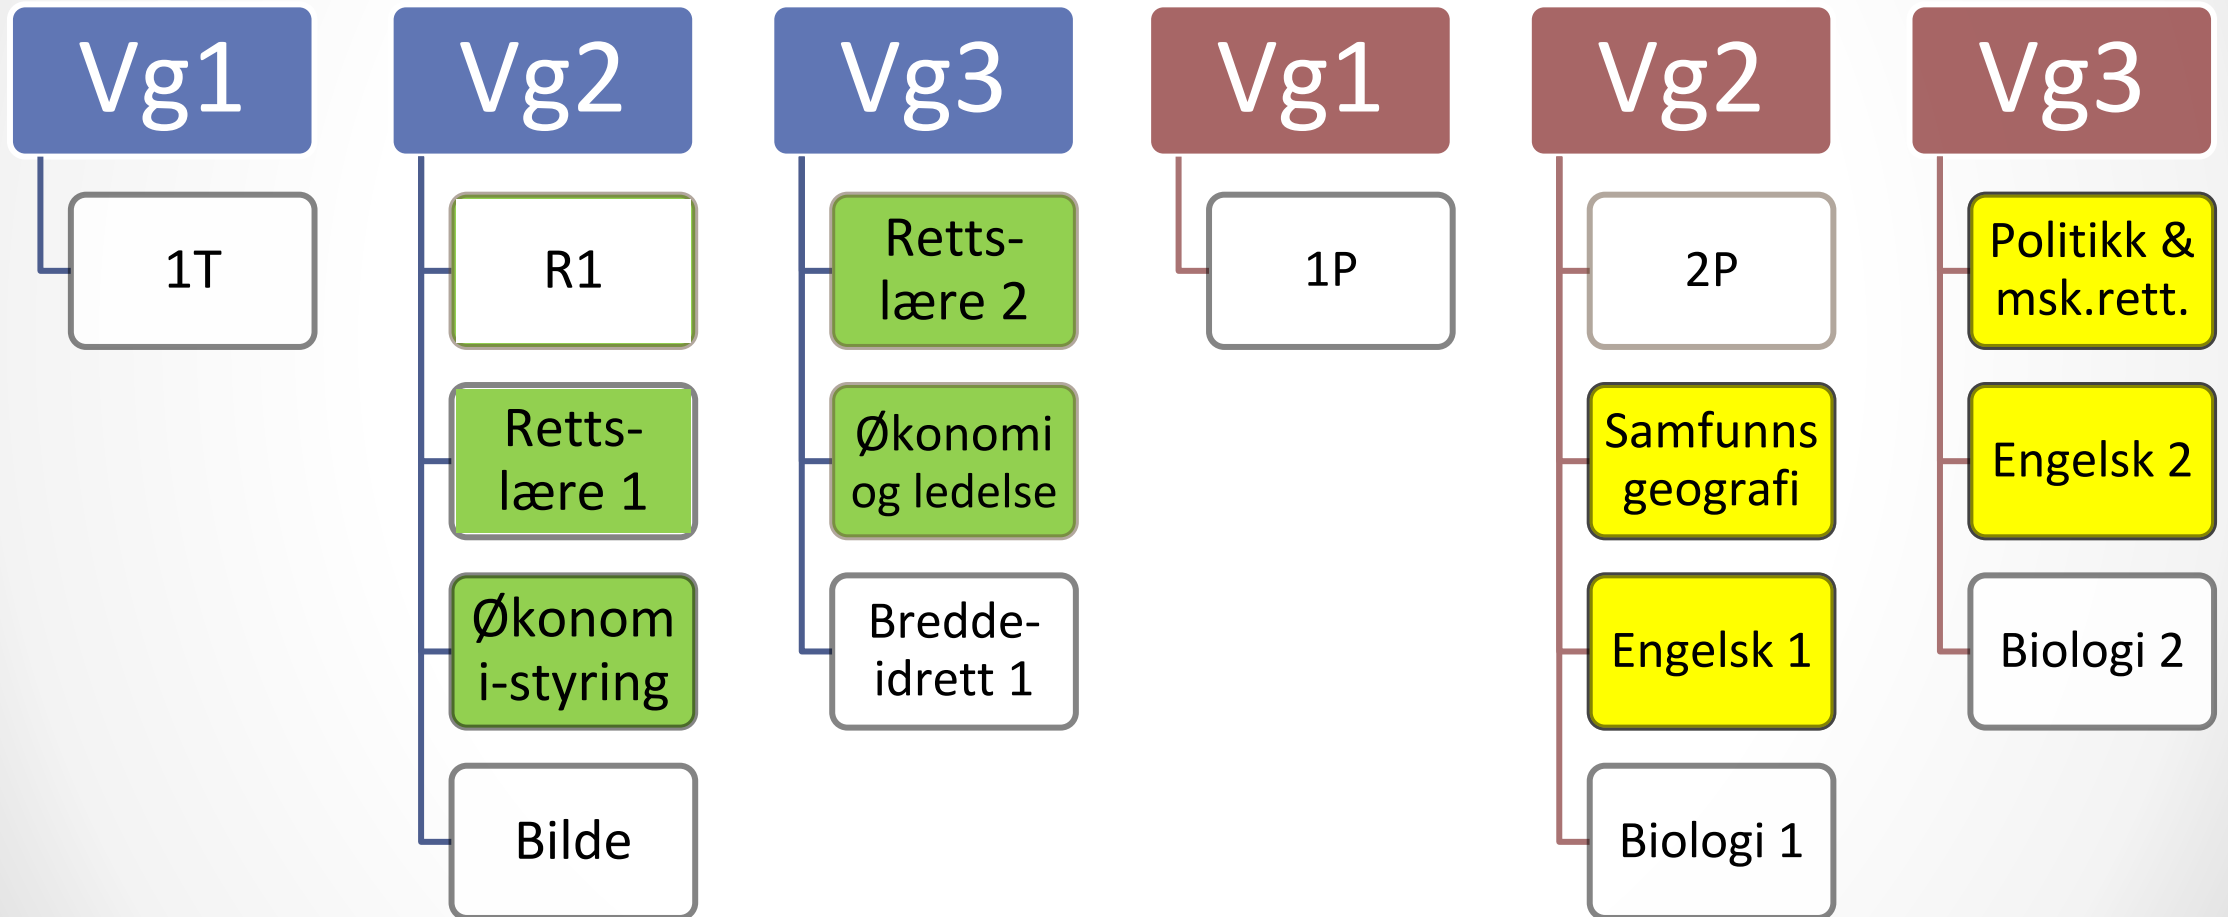 Vg1
1T
Vg2
R1
Retts-
lære 1
Økonom
i-styring
Bilde
Vg3
Retts-
lære 2
Økonomi
og ledelse
Bredde-
idrett 1
Vg1
1P
Vg2
2P
Samfunns
geografi
Engelsk 1
Biologi 1
Vg3
Politikk &
msk.rett.
Engelsk 2
Biologi 2